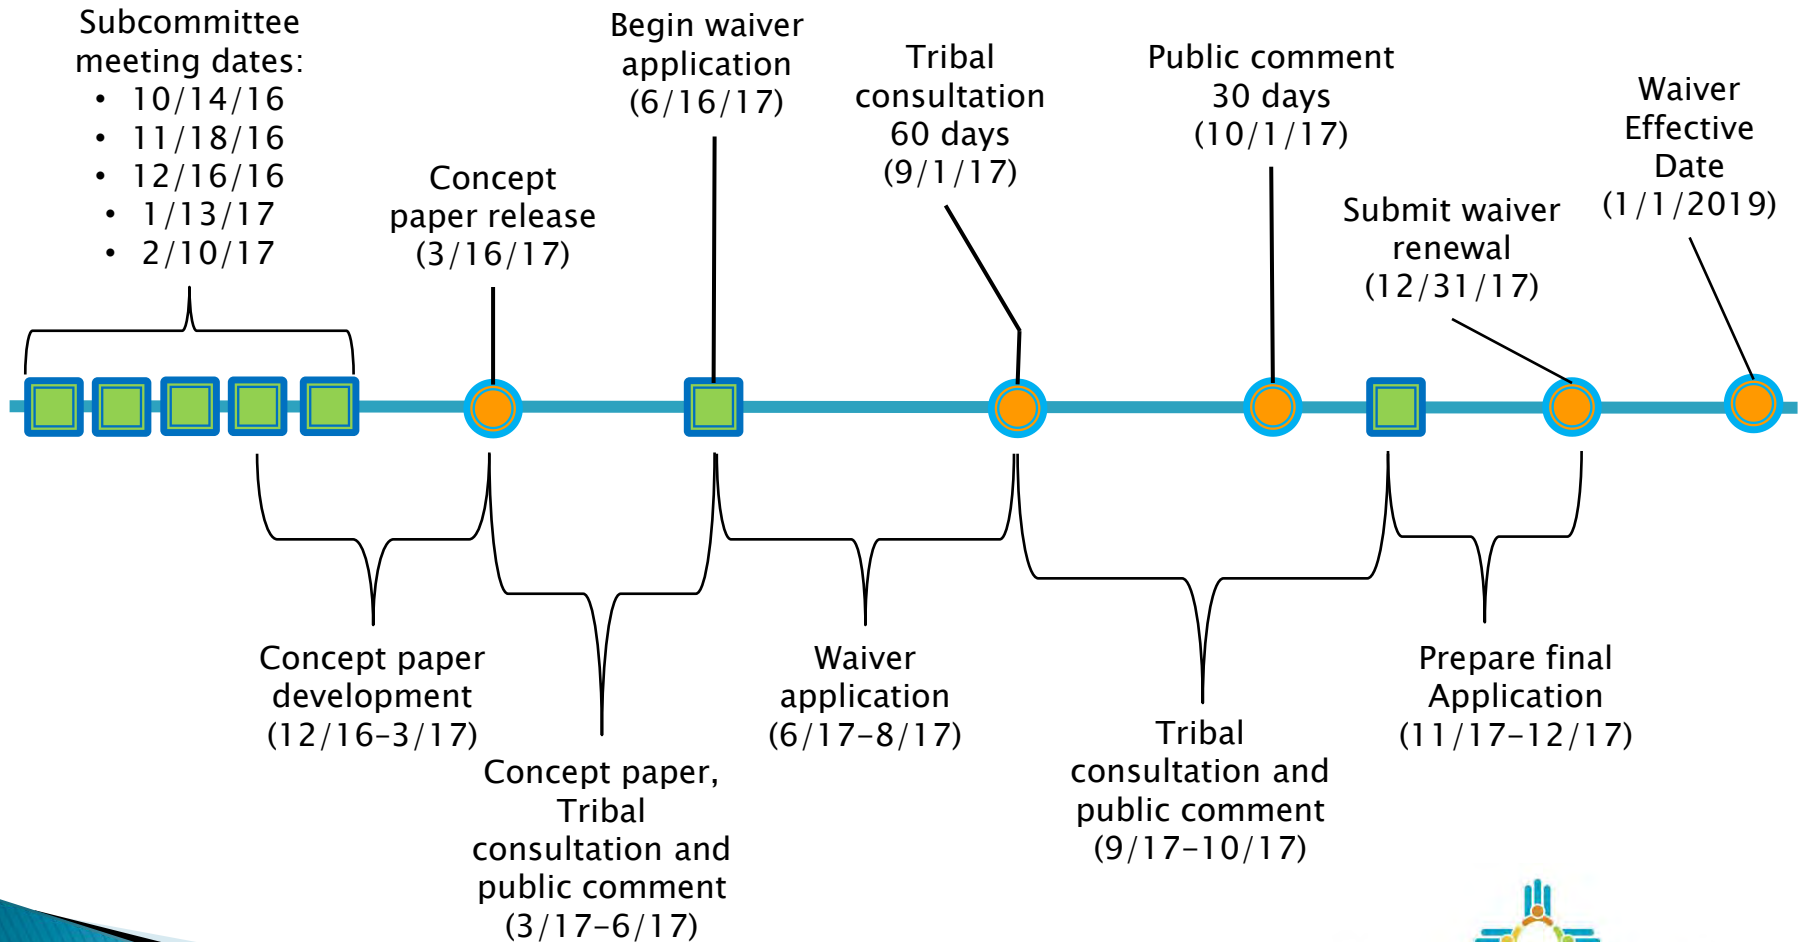 Subcommittee
meeting dates:
• 10/14/16
• 11/18/16
• 12/16/16
• 1/13/17
• 2/10/17
Concept
paper release
(3/16/17)
Begin waiver
application
(6/16/17)
Tribal
consultation
60 days
(9/1/17)
Public comment
30 days
(10/1/17)
Submit waiver
renewal
(12/31/17)
Waiver
Effective
Date
(1/1/2019)
Concept paper
development
(12/16-3/17)
Concept paper,
Tribal
consultation and
public comment
(3/17-6/17)
Waiver
application
(6/17-8/17)
Tribal
consultation and
public comment
(9/17-10/17)
Prepare final
Application
(11/17-12/17)